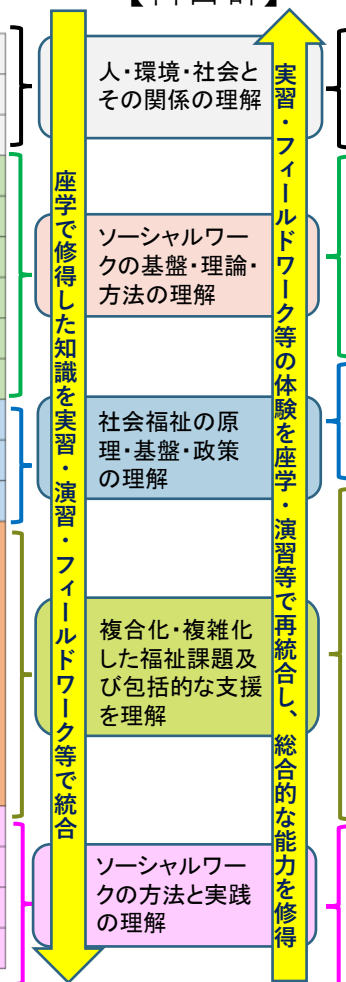 【科目群】
人・環境・社会と
その関係の理解
ソーシャルワー
クの基盤・理論・
方法の理解
社会福祉の原
理・基盤・政策
の理解
複合化・複雑化
した福祉課題及
び包括的な支援
を理解
ソーシャルワー
クの方法と実践
の理解
座学で修得した知識を実習・演習・フィールドワーク等で統合
実習・フィールドワーク等の体験を座学・演習等で再統合し、総合的な能力を修得